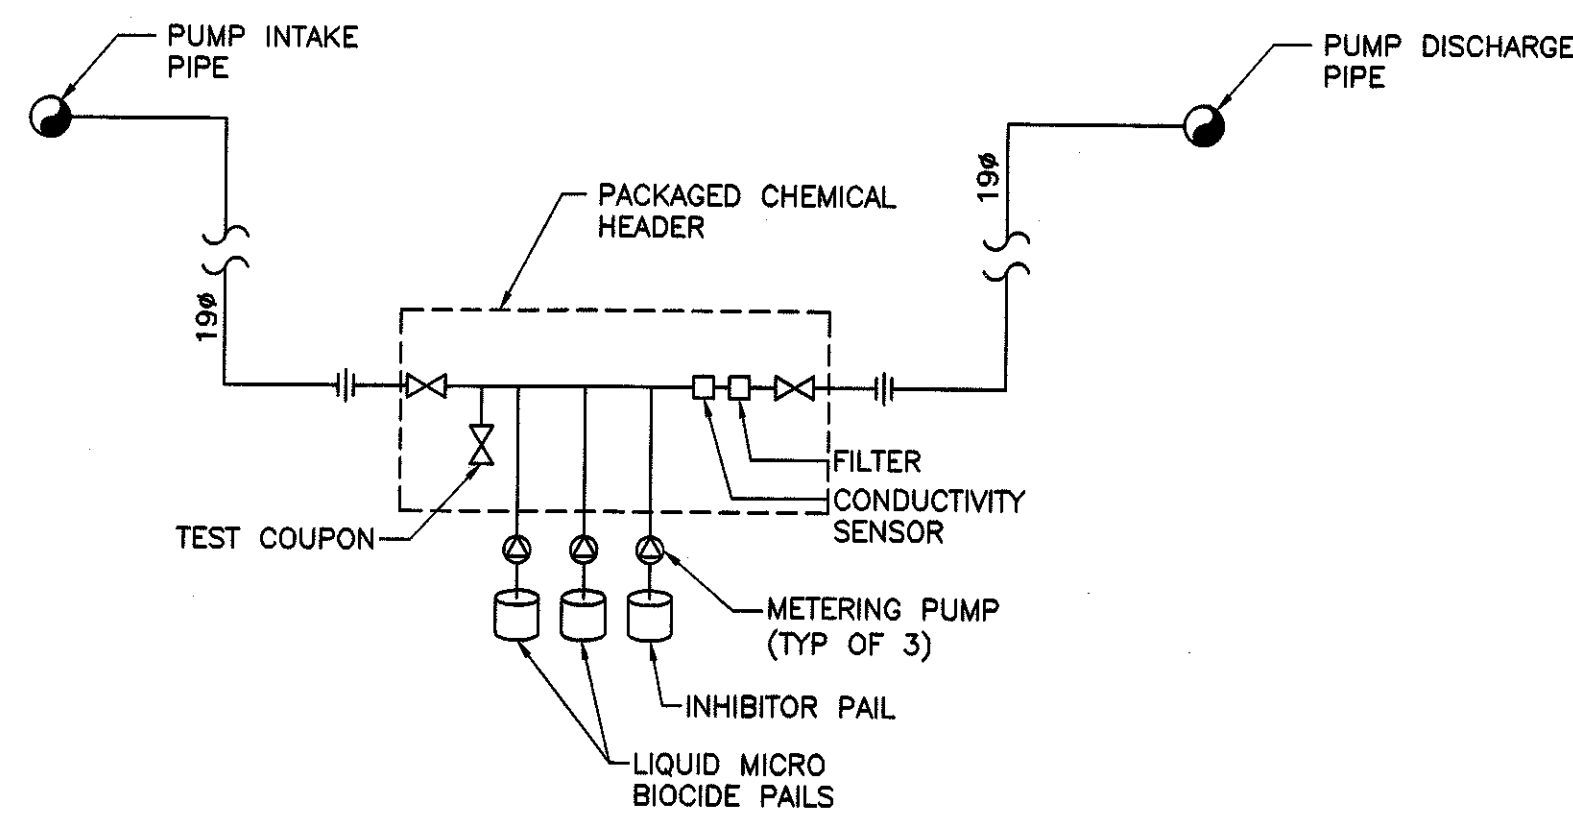 PUMP INTAKE
PIPE
PUMP DISCHARGE
PIPE
19ø
PACKAGED CHEMICAL
HEADER
19ø
FILTER
CONDUCTIVITY
SENSOR
TEST COUPON
METERING PUMP
(TYP OF 3)
INHIBITOR PAIL
LIQUID MICRO
BIOCIDE PAILS